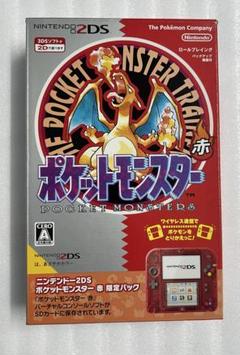 NINTENDO 2DS
The Pokémon Company
3DSソフトが
2Dで遊べます
Nintendo
ロールプレイング
THE POCKET MONSTER TRAINER
赤
ポケットモンスター
TM
POCKET MONSTERS
CERO
A
ワイヤレス通信で
ポケモンを
とりかえっこ!
NINTENDO 2DS
は、
ニンテンドー2DS
ポケットモンスター 赤 限定パック
「ポケットモンスター 赤」
バーチャルコンソールソフトが
SDカードに保存されています。